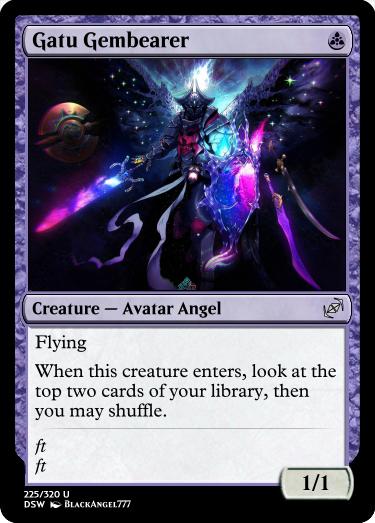 Gatu Gembearer
Creature — Avatar Angel
Flying
When this creature enters, look at the
top two cards of your library, then
you may shuffle.
ft
ft
1/1
225/320 U
DSW BlackAngel777